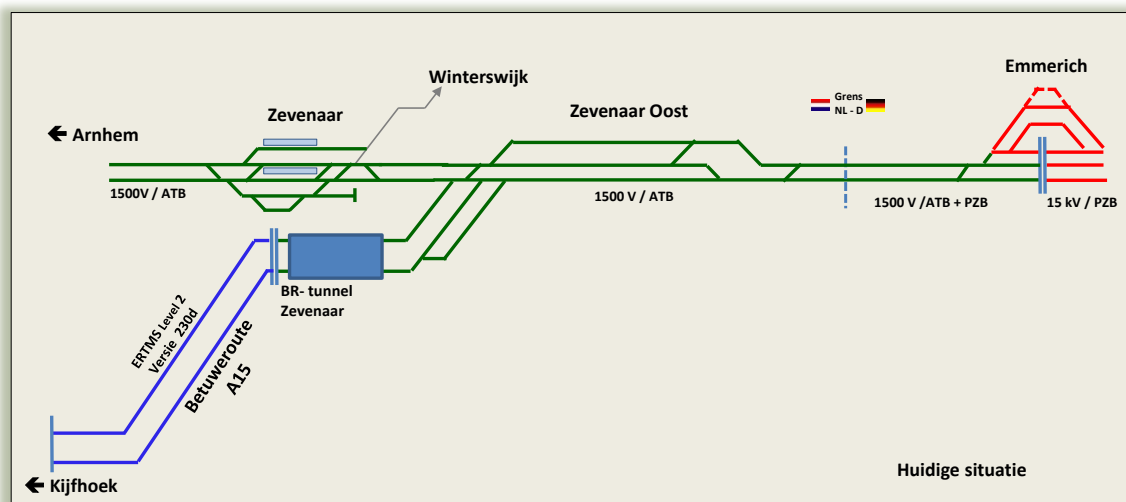 Emmerich
Winterswijk
Grens
NL - D
Zevenaar
Zevenaar Oost
🡰 Arnhem
1500V / ATB
1500 V / ATB
1500 V /ATB + PZB
15 kV / PZB
BR- tunnel
Zevenaar
ERTMS Level 2
Versie 230d
Betuweroute
A15
Huidige situatie
🡰 Kijfhoek